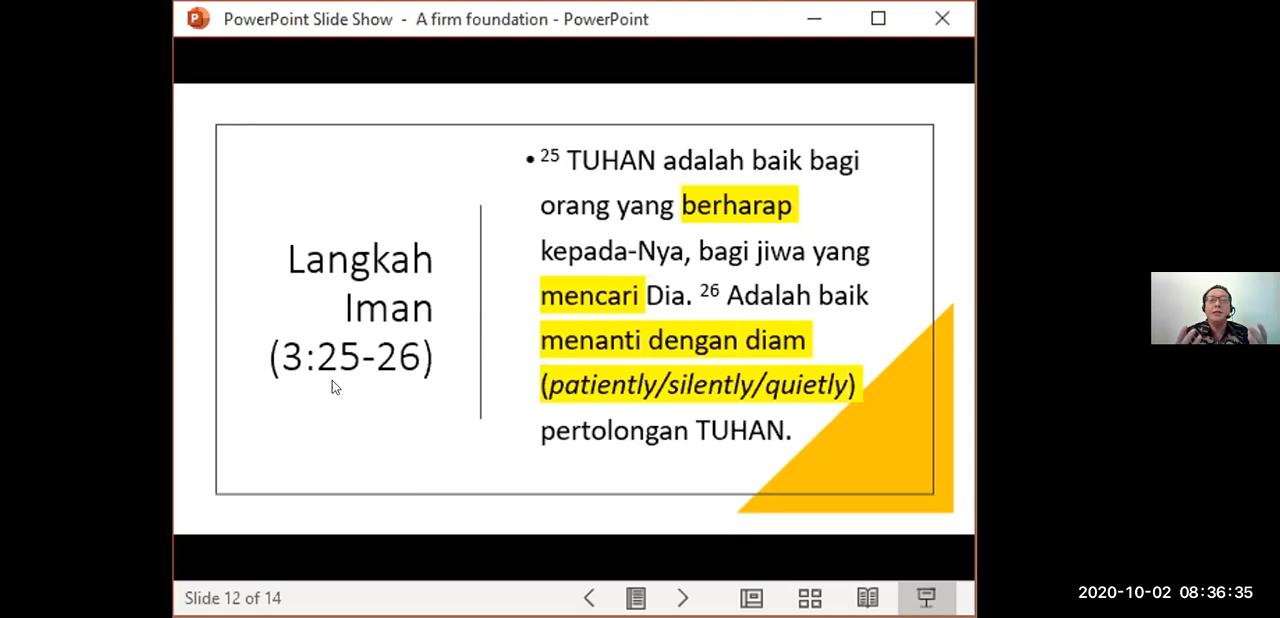 PowerPoint Slide Show - A firm foundation - PowerPoint
Langkah
Iman
(3:25-26)
• ²⁵ TUHAN adalah baik bagi
orang yang berharap
kepada-Nya, bagi jiwa yang
mencari Dia. ²⁶ Adalah baik
menanti dengan diam
(patiently/silently/quietly)
pertolongan TUHAN.
Slide 12 of 14
2020-10-02 08:36:35